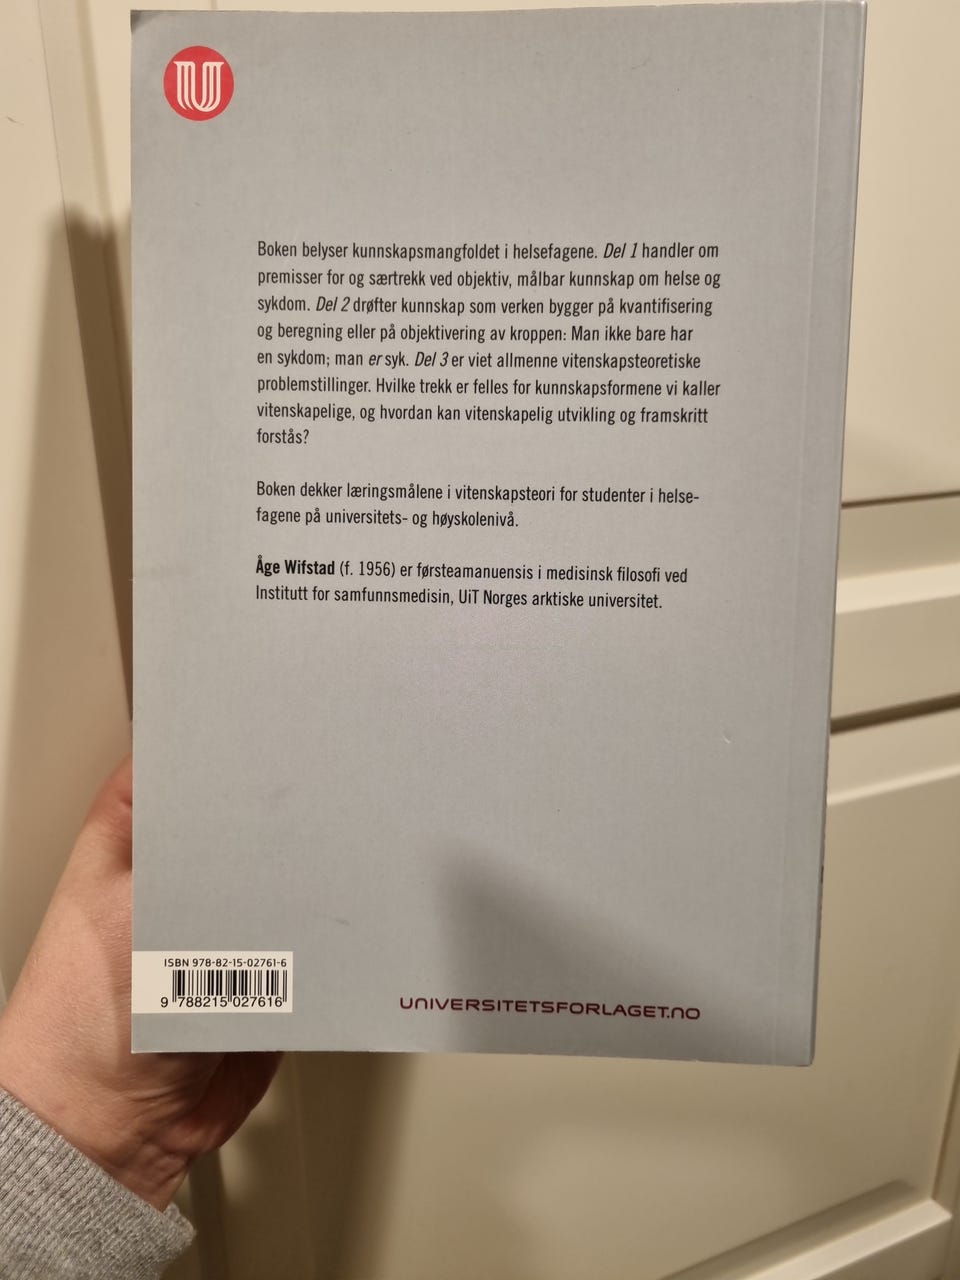 U
Boken belyser kunnskapsmangfoldet i helsefagene. Del 1 handler om
premisser for og særtrekk ved objektiv, målbar kunnskap om helse og
sykdom. Del 2 drøfter kunnskap som verken bygger på kvantifisering
og beregning eller på objektivering av kroppen: Man ikke bare har
en sykdom; man er syk. Del 3 er viet allmenne vitenskapsteoretiske
problemstillinger. Hvilke trekk er felles for kunnskapsformene vi kaller
vitenskapelige, og hvordan kan vitenskapelig utvikling og framskritt
forstås?
Boken dekker læringsmålene i vitenskapsteori for studenter i helse-
fagene på universitets- og høyskolenivå.
Åge Wifstad (f. 1956) er førsteamanuensis i medisinsk filosofi ved
Institutt for samfunnsmedisin, UiT Norges arktiske universitet.
ISBN 978-82-15-02761-6
9 788215 027616
UNIVERSITETSFORLAGET.NO